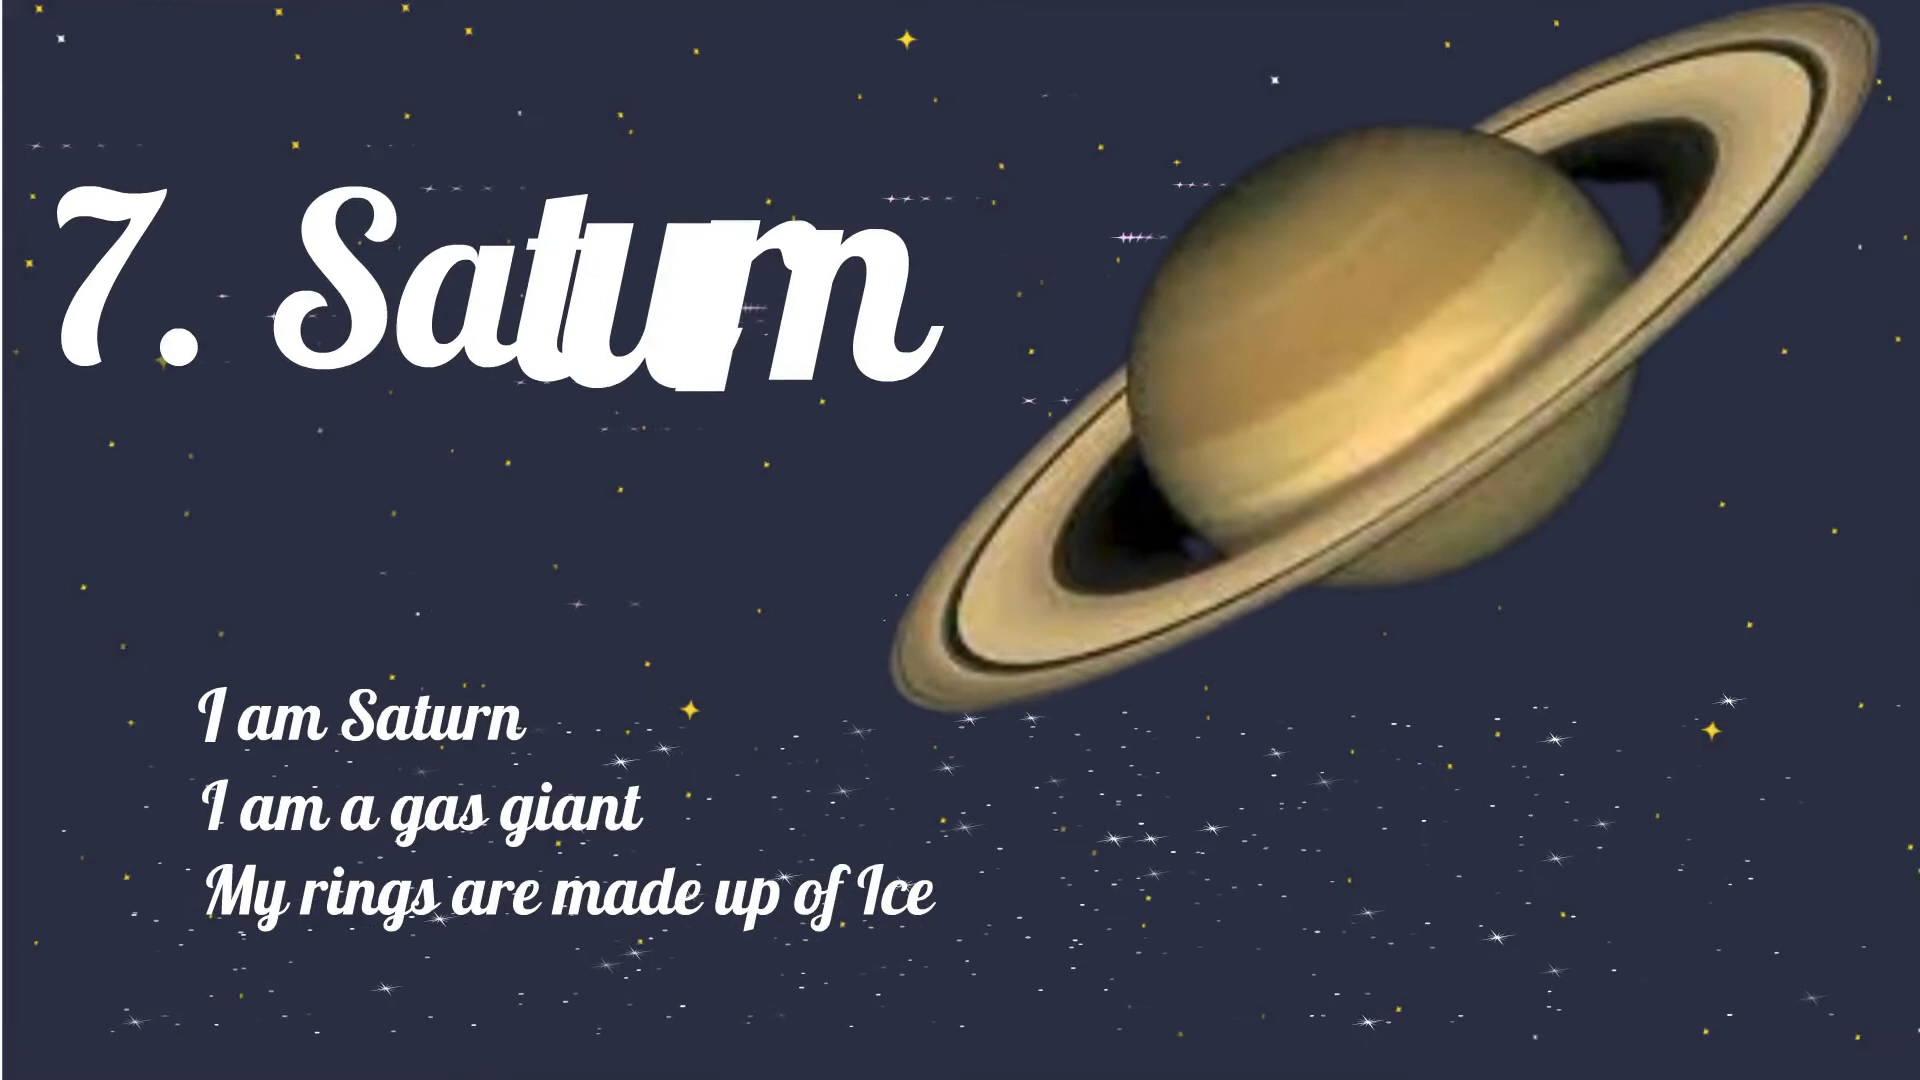 7. Saturn
I am Saturn
I am a gas giant
My rings are made up of Ice